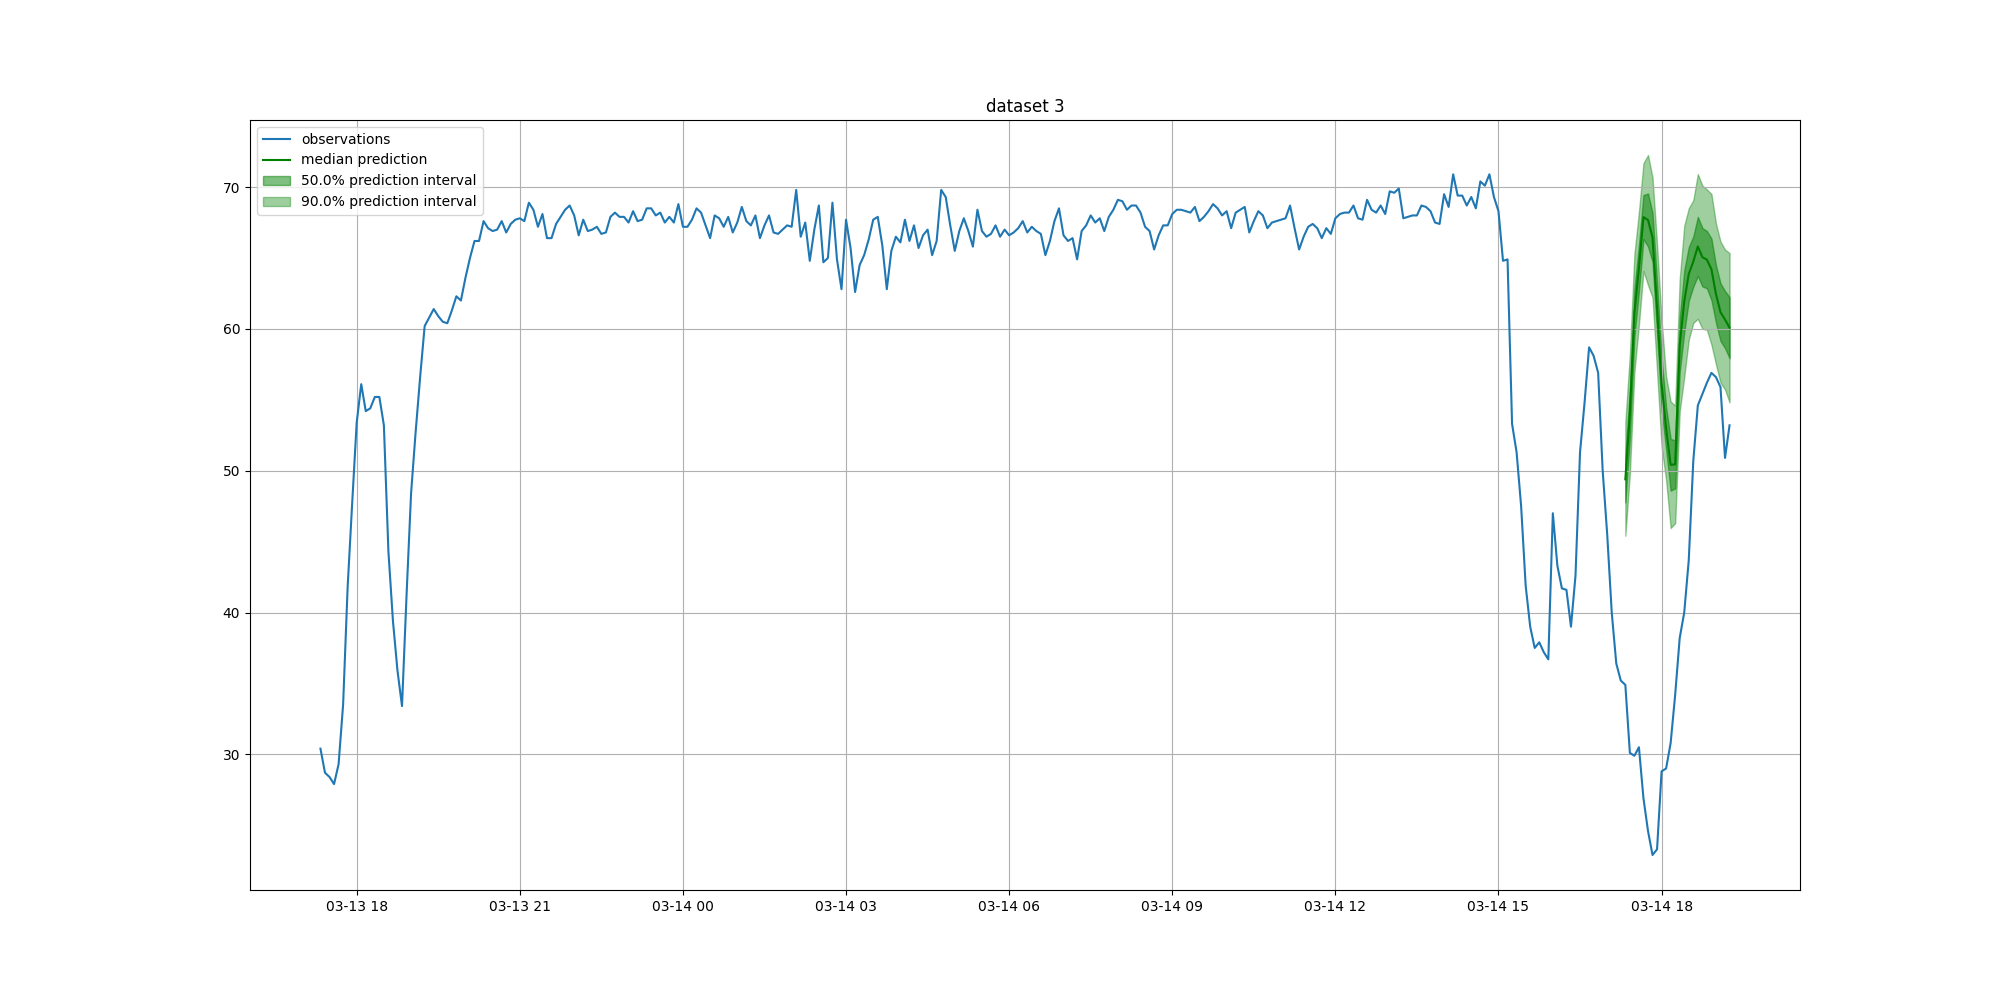 dataset 3
observations
median prediction
50.0% prediction interval
90.0% prediction interval
70
60
50
40
30
03-13 18
03-13 21
03-14 00
03-14 03
03-14 06
03-14 09
03-14 12
03-14 15
03-14 18